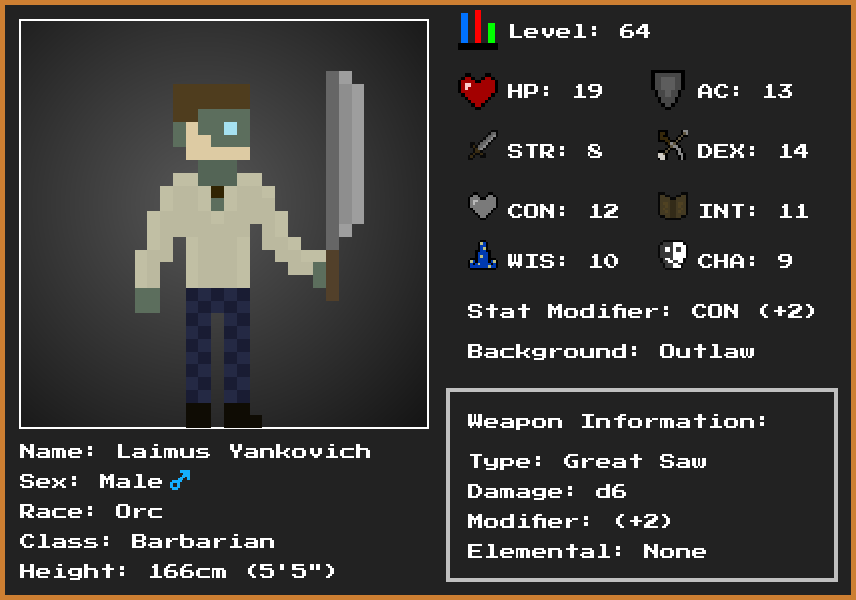 Level: 64
HP: 19 AC: 13
STR: 8 DEX: 14
CON: 12 INT: 11
WIS: 10 CHA: 9
Stat Modifier: CON (+2)
Background: Outlaw
Weapon Information:
Type: Great Saw
Damage: d6
Modifier: (+2)
Elemental: None
Name: Laimus Yankovich
Sex: Male♂
Race: Orc
Class: Barbarian
Height: 166cm (5'5")